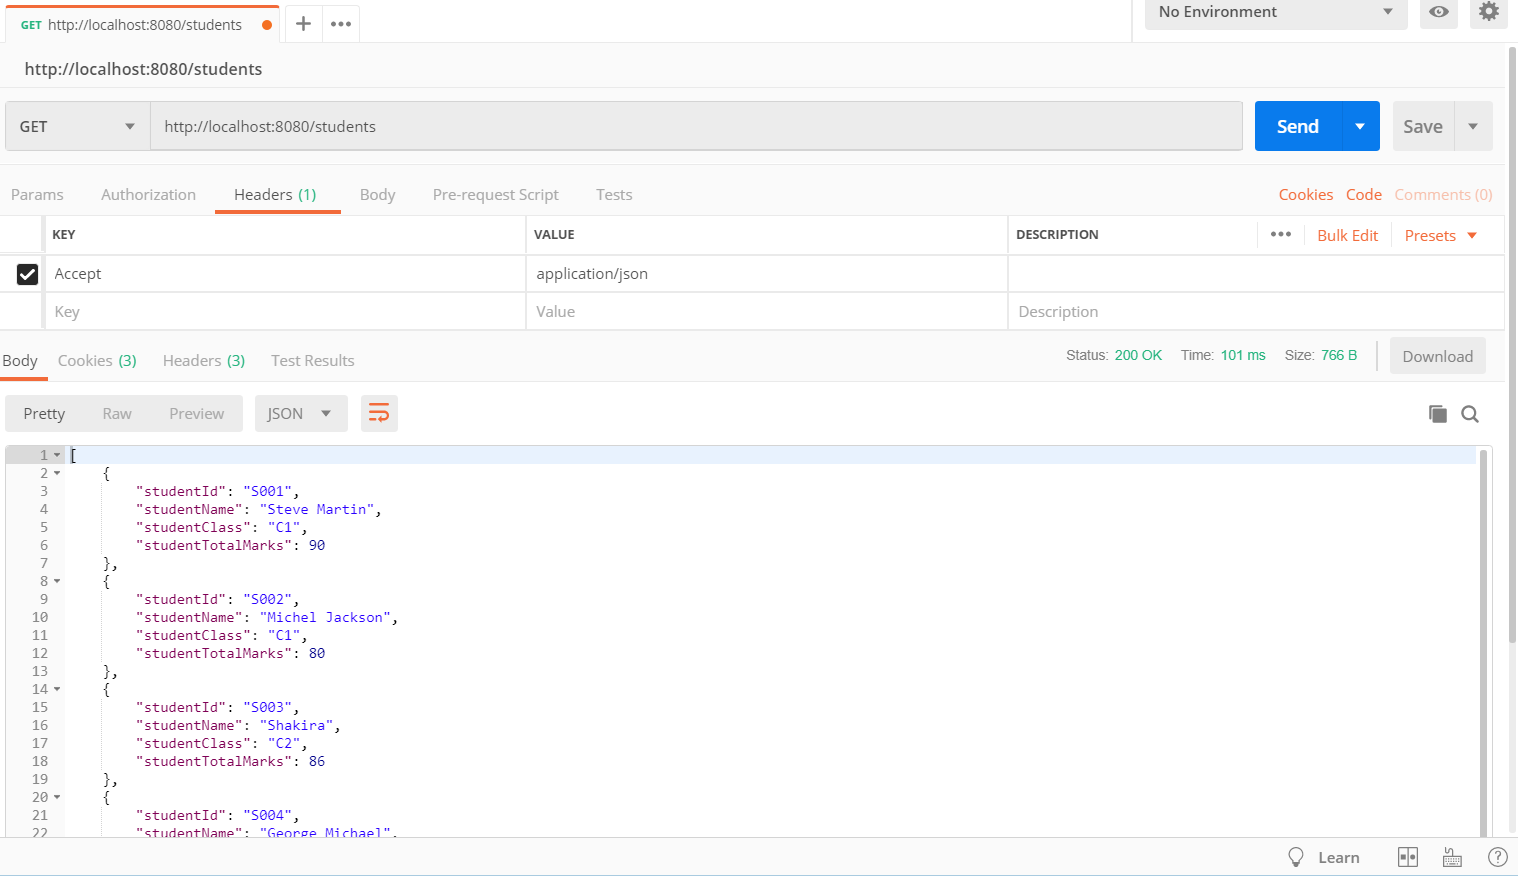 GET http://localhost:8080/students
No Environment
http://localhost:8080/students
GET http://localhost:8080/students Send Save
Params Authorization Headers (1) Body Pre-request Script Tests Cookies Code Comments (0)
KEY VALUE DESCRIPTION Bulk Edit Presets
Accept application/json
Key Value Description
Body Cookies (3) Headers (3) Test Results Status: 200 OK Time: 101 ms Size: 766 B Download
Pretty Raw Preview JSON
1 [
2 {
3 "studentId": "S001",
4 "studentName": "Steve Martin",
5 "studentClass": "C1",
6 "studentTotalMarks": 90
7 },
8 {
9 "studentId": "S002",
10 "studentName": "Michel Jackson",
11 "studentClass": "C1",
12 "studentTotalMarks": 80
13 },
14 {
15 "studentId": "S003",
16 "studentName": "Shakira",
17 "studentClass": "C2",
18 "studentTotalMarks": 86
19 },
20 {
21 "studentId": "S004",
22 "studentName": "George Michael",
Learn